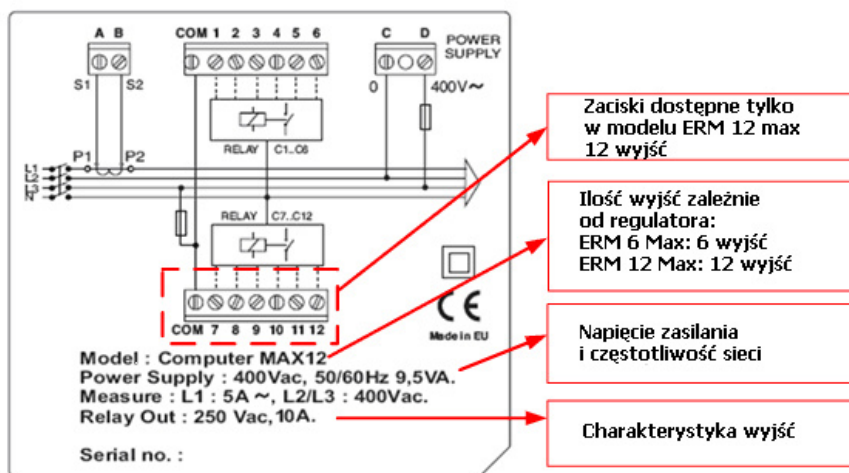 A B
COM 1 2 3 4 5 6
C D
POWER
SUPPLY
S1 S2
0 400V~
RELAY C1..C6
P1 P2
L1
L2
L3
N
RELAY C7..C12
COM 7 8 9 10 11 12
CE
Made in EU
Model : Computer MAX12
Power Supply : 400Vac, 50/60Hz 9,5VA.
Measure : L1 : 5A ~, L2/L3 : 400Vac.
Relay Out : 250 Vac,10A.
Serial no. :
Zaciski dostępne tylko
w modelu ERM 12 max
12 wyjść
Ilość wyjść zależnie
od regulatora:
ERM 6 Max: 6 wyjść
ERM 12 Max: 12 wyjść
Napięcie zasilania
i częstotliwość sieci
Charakterystyka wyjść